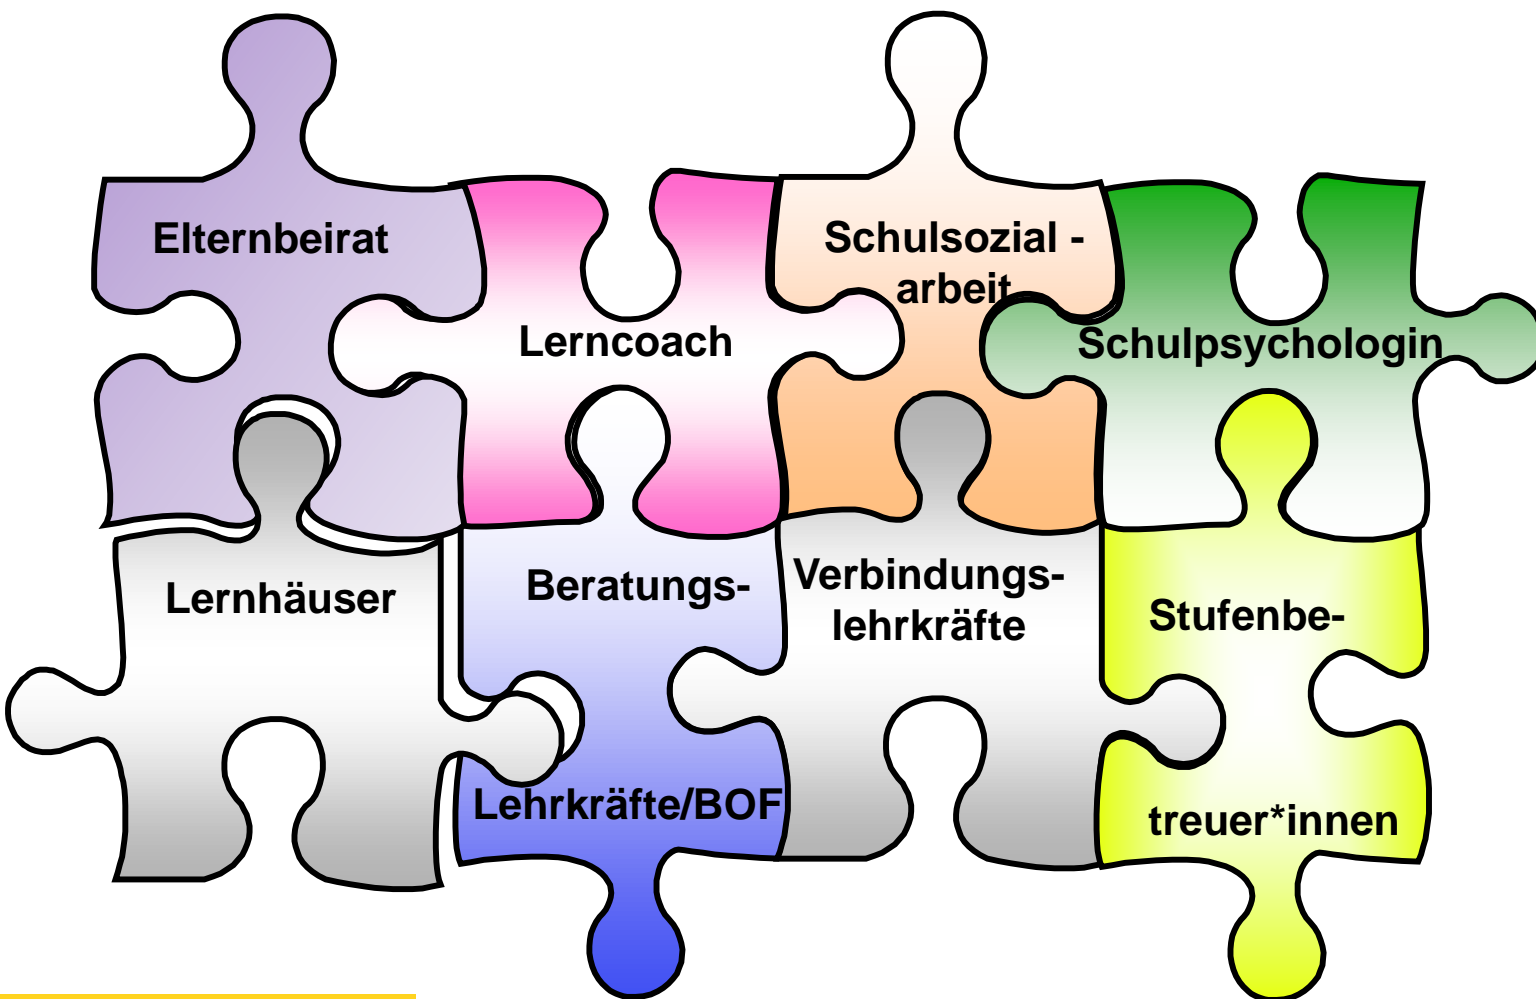 Elternbeirat
Lerncoach
Schulsozial -
arbeit
Schulpsychologin
Lernhäuser
Beratungs-
Lehrkräfte/BOF
Verbindungs-
lehrkräfte
Stufenbe-
treuer*innen